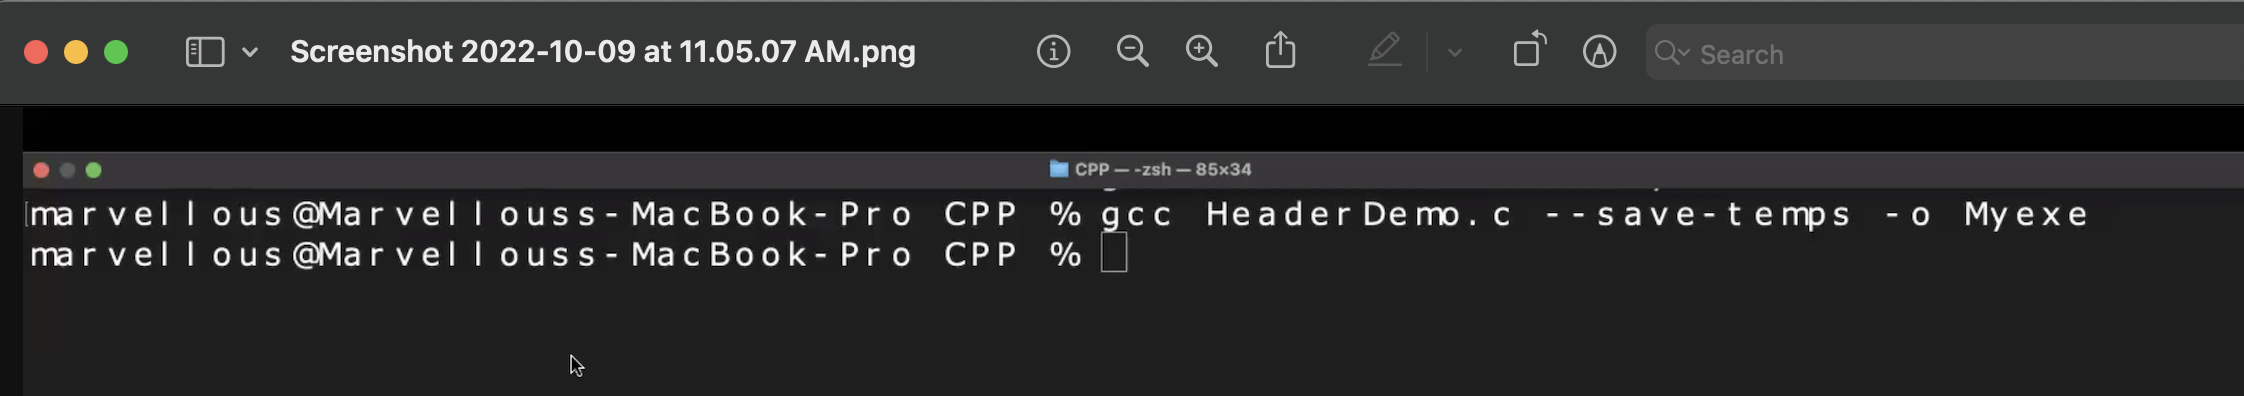 Screenshot 2022-10-09 at 11.05.07 AM.png
Search
CPP — -zsh — 85×34
marvellous@Marvellouss-MacBook-Pro CPP % gcc HeaderDemo.c --save-temps -o Myexe
marvellous@Marvellouss-MacBook-Pro CPP %